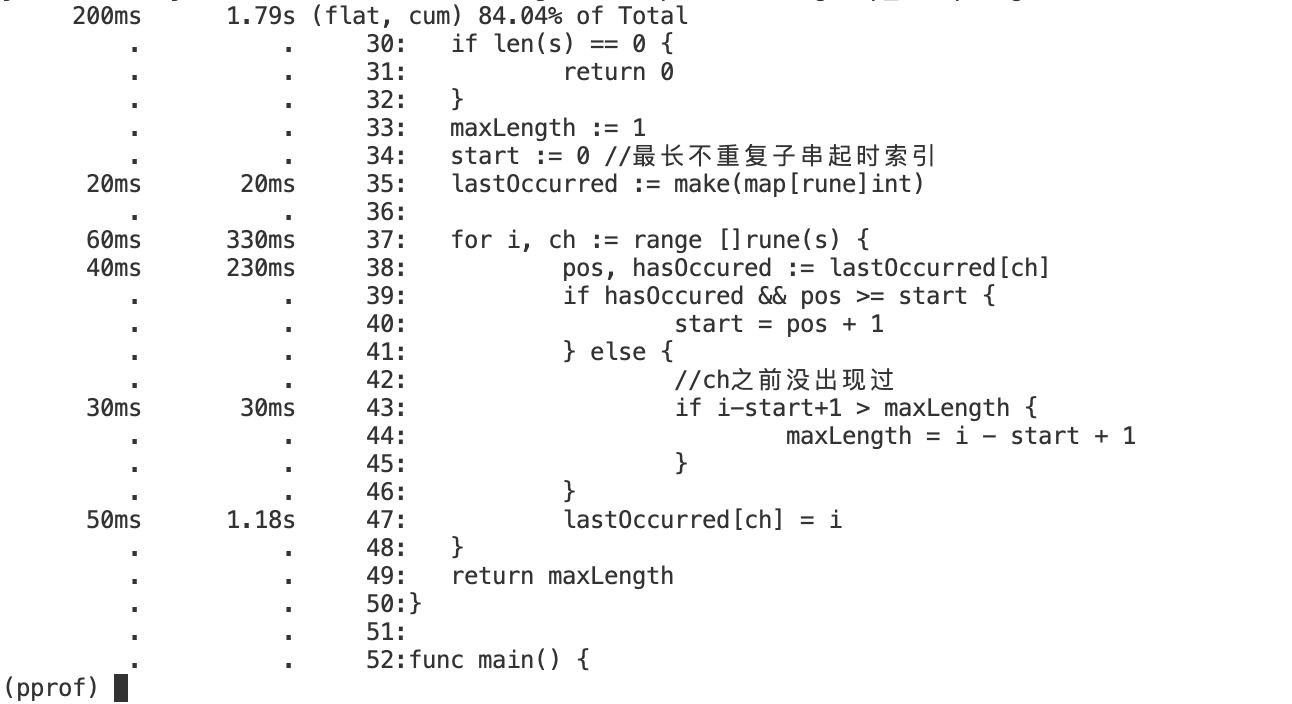 200ms 1.79s (flat, cum) 84.04% of Total
. . 30: if len(s) == 0 {
. . 31: return 0
. . 32: }
. . 33: maxLength := 1
. . 34: start := 0 //最长不重复子串起时索引
20ms 20ms 35: lastOccurred := make(map[rune]int)
. . 36:
60ms 330ms 37: for i, ch := range []rune(s) {
40ms 230ms 38: pos, hasOccured := lastOccurred[ch]
. . 39: if hasOccured && pos >= start {
. . 40: start = pos + 1
. . 41: } else {
. . 42: //ch之前没出现过
30ms 30ms 43: if i-start+1 > maxLength {
. . 44: maxLength = i - start + 1
. . 45: }
. . 46: }
50ms 1.18s 47: lastOccurred[ch] = i
. . 48: }
. . 49: return maxLength
. . 50:}
. . 51:
. . 52:func main() {
(pprof)